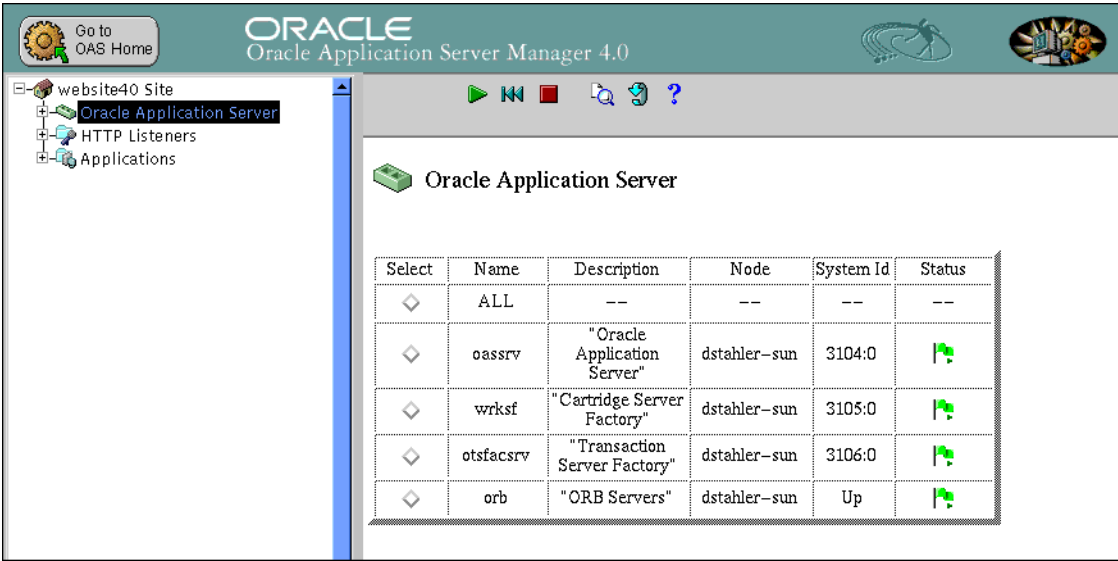 Go to
OAS Home
ORACLE
Oracle Application Server Manager 4.0
website40 Site
Oracle Application Server
HTTP Listeners
Applications
?
Oracle Application Server
Select Name Description Node System Id Status
ALL -- -- -- --
oassrv "Oracle Application Server" dstahler-sun 3104:0
wrksf "Cartridge Server Factory" dstahler-sun 3105:0
otsfacsrv "Transaction Server Factory" dstahler-sun 3106:0
orb "ORB Servers" dstahler-sun Up